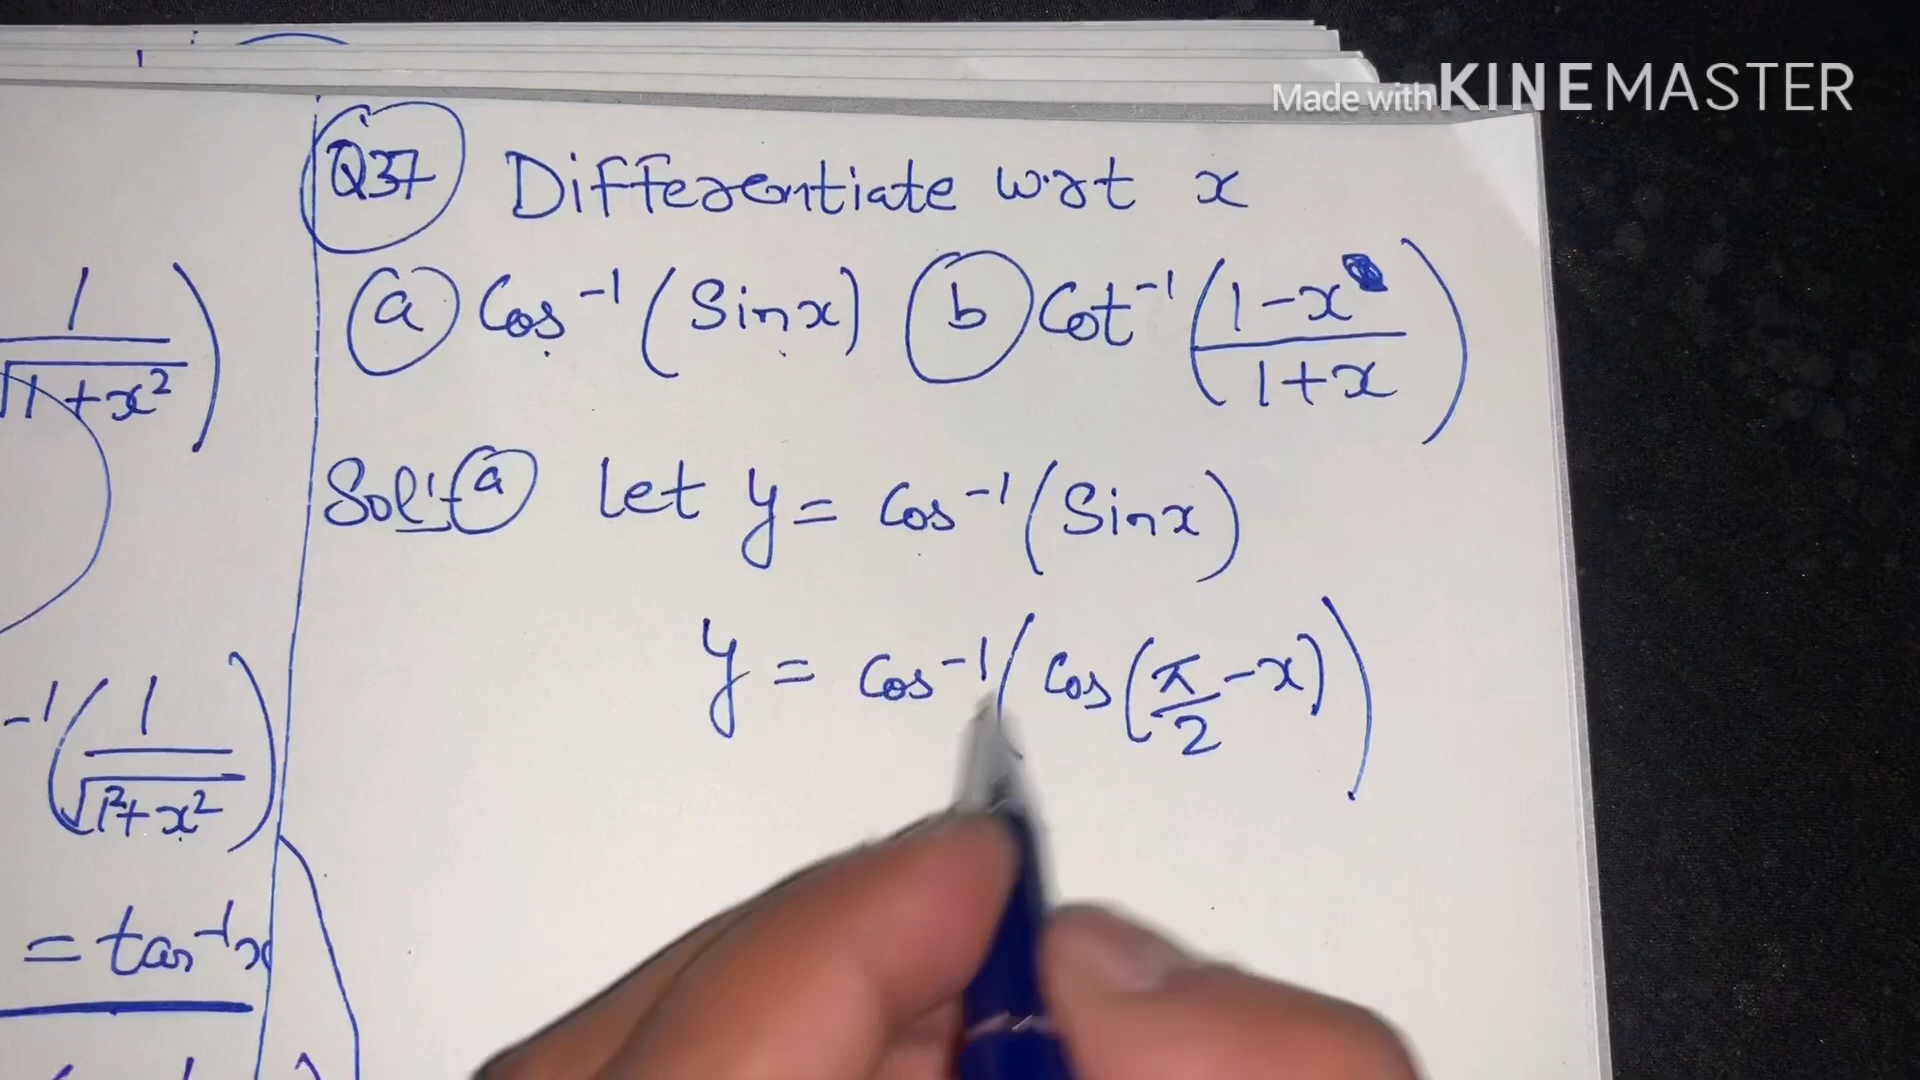 Made with KINEMASTER
Q37 Differentiate w.r.t x
a Cos⁻¹(Sinx) b Cot⁻¹(1-x/1+x)
Sol: a Let y = Cos⁻¹(Sinx)
y = Cos⁻¹(Cos(π/2-x))
1/√1+x²)
⁻¹(1/√1²+x²)
= tan⁻¹x